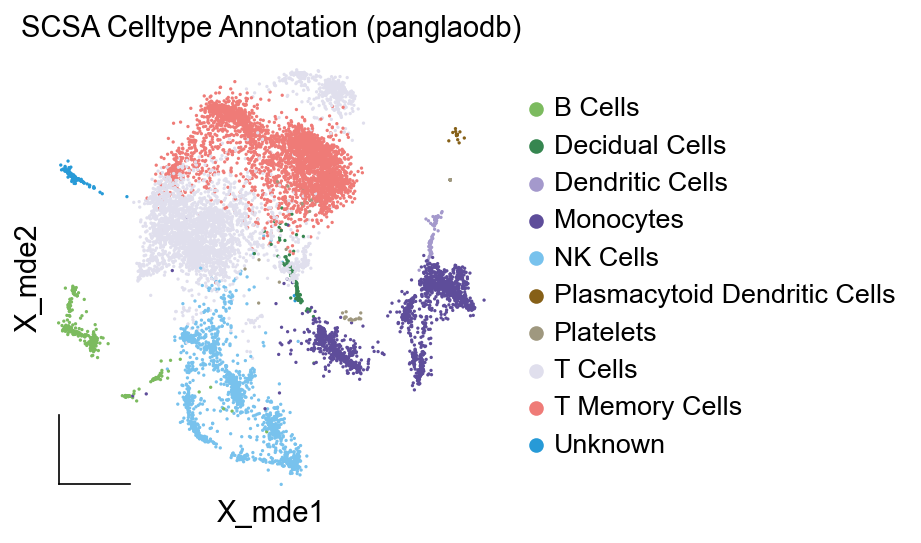 SCSA Celltype Annotation (panglaodb)
B Cells
Decidual Cells
Dendritic Cells
Monocytes
NK Cells
Plasmacytoid Dendritic Cells
Platelets
T Cells
T Memory Cells
Unknown
X_mde2
X_mde1